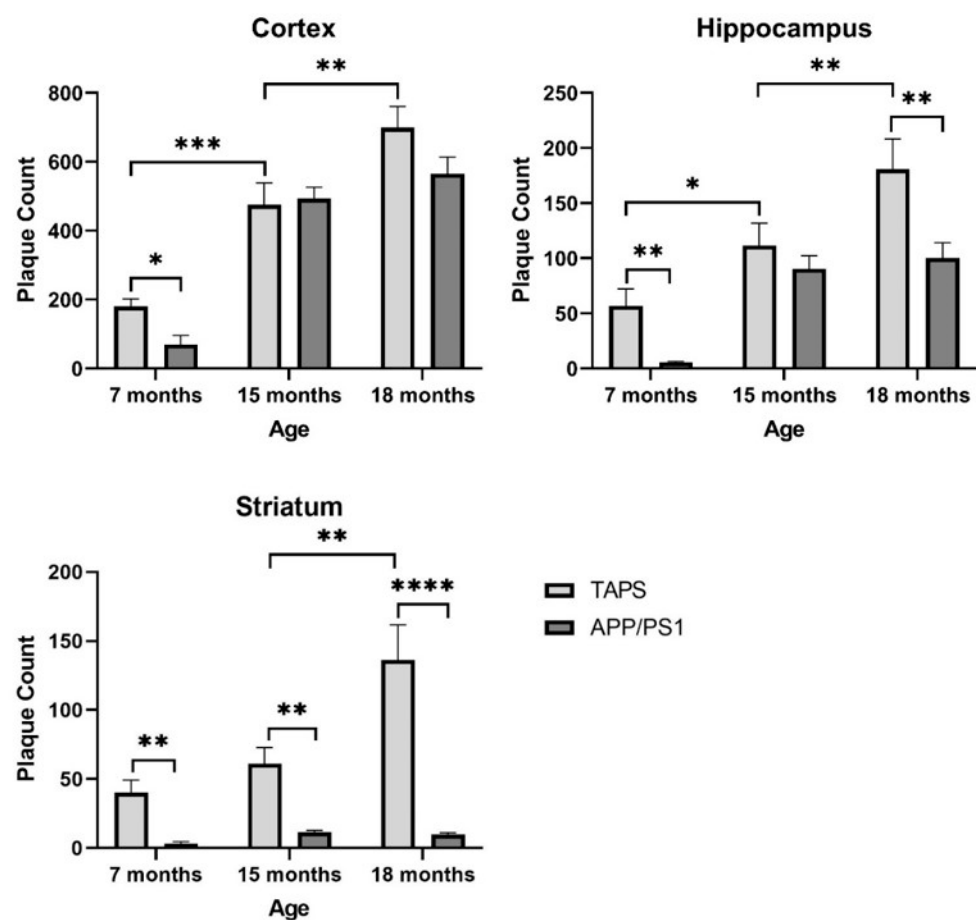 Cortex
**
800
***
600
400
*
200
0
Plaque Count
7 months 15 months 18 months
Age
Hippocampus
**
250
**
200
*
150
**
100
50
0
Plaque Count
7 months 15 months 18 months
Age
Striatum
**
200
****
150
**
100
**
50
0
Plaque Count
7 months 15 months 18 months
Age
TAPS
APP/PS1